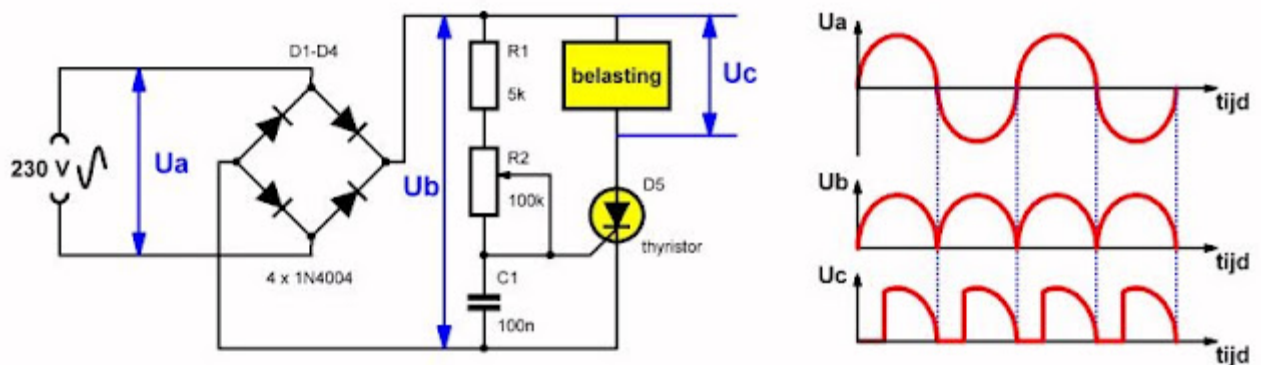 D1-D4
230 V
Ua
4 x 1N4004
Ub
R1
5k
R2
100k
C1
100n
belasting
Uc
D5
thyristor
Ua
tijd
Ub
tijd
Uc
tijd